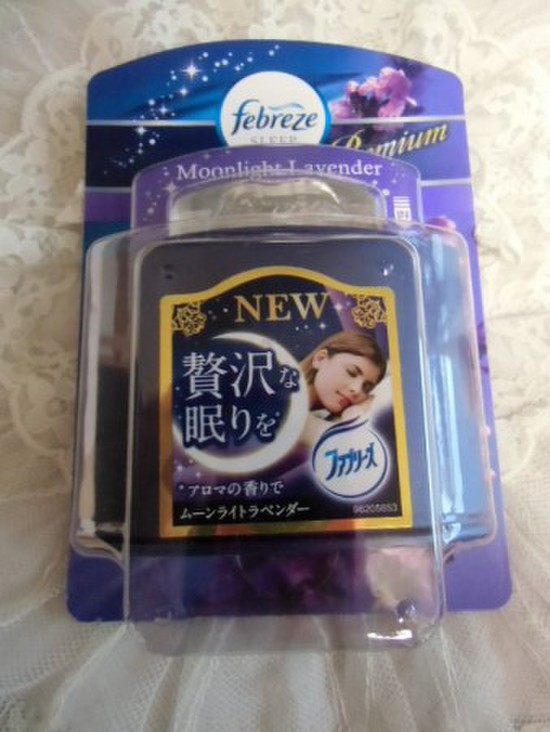 febreze
SLEEP
Premium
Moonlight Lavender
NEW
贅沢な
眠りを
ファブリーズ
アロマの香りで
ムーンライトラベンダー
98205653